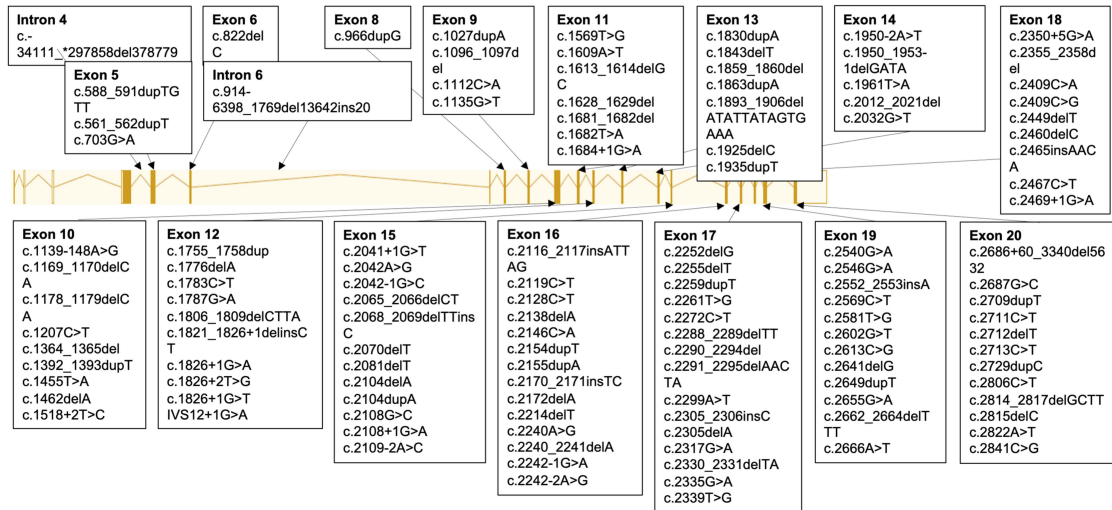 Intron 4
c.-
34111_*297858del378779
Exon 5
c.588_591dupTG
TT
c.561_562dupT
c.703G>A
Exon 6
c.822del
C
Intron 6
c.914-
6398_1769del13642ins20
Exon 8
c.966dupG
Exon 9
c.1027dupA
c.1096_1097d
el
c.1112C>A
c.1135G>T
Exon 11
c.1569T>G
c.1609A>T
c.1613_1614delG
C
c.1628_1629del
c.1681_1682del
c.1682T>A
c.1684+1G>A
Exon 13
c.1830dupA
c.1843delT
c.1859_1860del
c.1863dupA
c.1893_1906del
ATATTATAGTG
AAA
c.1925delC
c.1935dupT
Exon 14
c.1950-2A>T
c.1950_1953-
1delGATA
c.1961T>A
c.2012_2021del
c.2032G>T
Exon 18
c.2350+5G>A
c.2355_2358d
el
c.2409C>A
c.2409C>G
c.2449delT
c.2460delC
c.2465insAAC
A
c.2467C>T
c.2469+1G>A
Exon 10
c.1139-148A>G
c.1169_1170delC
A
c.1178_1179delC
A
c.1207C>T
c.1364_1365del
c.1392_1393dupT
c.1455T>A
c.1462delA
c.1518+2T>C
Exon 12
c.1755_1758dup
c.1776delA
c.1783C>T
c.1787G>A
c.1806_1809delCTTA
c.1821_1826+1delinsC
T
c.1826+1G>A
c.1826+2T>G
c.1826+1G>T
IVS12+1G>A
Exon 15
c.2041+1G>T
c.2042A>G
c.2042-1G>C
c.2065_2066delCT
c.2068_2069delTTins
C
c.2070delT
c.2081delT
c.2104delA
c.2104dupA
c.2108G>C
c.2108+1G>A
c.2109-2A>C
Exon 16
c.2116_2117insATT
AG
c.2119C>T
c.2128C>T
c.2138delA
c.2146C>A
c.2154dupT
c.2155dupA
c.2170_2171insTC
c.2172delA
c.2214delT
c.2240A>G
c.2240_2241delA
c.2242-1G>A
c.2242-2A>G
Exon 17
c.2252delG
c.2255delT
c.2259dupT
c.2261T>G
c.2272C>T
c.2288_2289delTT
c.2290_2294del
c.2291_2295delAAC
TA
c.2299A>T
c.2305_2306insC
c.2305delA
c.2317G>A
c.2330_2331delTA
c.2335G>A
c.2339T>G
Exon 19
c.2540G>A
c.2546G>A
c.2552_2553insA
c.2569C>T
c.2581T>G
c.2602G>T
c.2613C>G
c.2641delG
c.2649dupT
c.2655G>A
c.2662_2664delT
TT
c.2666A>T
Exon 20
c.2686+60_3340del56
32
c.2687G>C
c.2709dupT
c.2711C>T
c.2712delT
c.2713C>T
c.2729dupC
c.2806C>T
c.2814_2817delGCTT
c.2815delC
c.2822A>T
c.2841C>G